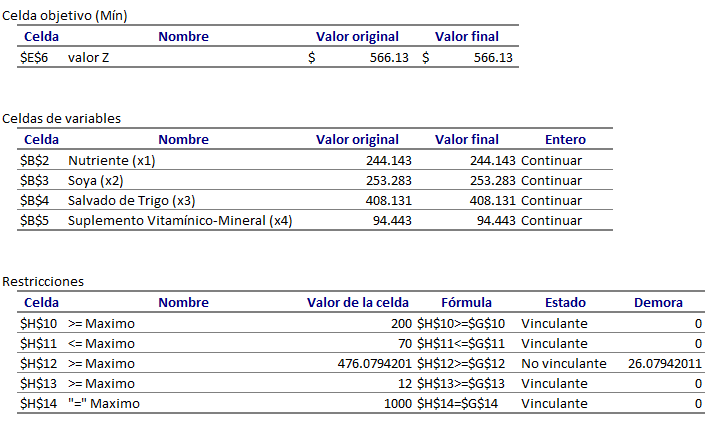 Celda objetivo (Mín)
Celda Nombre Valor original Valor final
$E$6 valor Z $ 566.13 $ 566.13
Celdas de variables
Celda Nombre Valor original Valor final Entero
$B$2 Nutriente (x1) 244.143 244.143 Continuar
$B$3 Soya (x2) 253.283 253.283 Continuar
$B$4 Salvado de Trigo (x3) 408.131 408.131 Continuar
$B$5 Suplemento Vitamínico-Mineral (x4) 94.443 94.443 Continuar
Restricciones
Celda Nombre Valor de la celda Fórmula Estado Demora
$H$10 >= Maximo 200 $H$10>=$G$10 Vinculante 0
$H$11 <= Maximo 70 $H$11<=$G$11 Vinculante 0
$H$12 >= Maximo 476.0794201 $H$12>=$G$12 No vinculante 26.07942011
$H$13 >= Maximo 12 $H$13>=$G$13 Vinculante 0
$H$14 "=" Maximo 1000 $H$14=$G$14 Vinculante 0